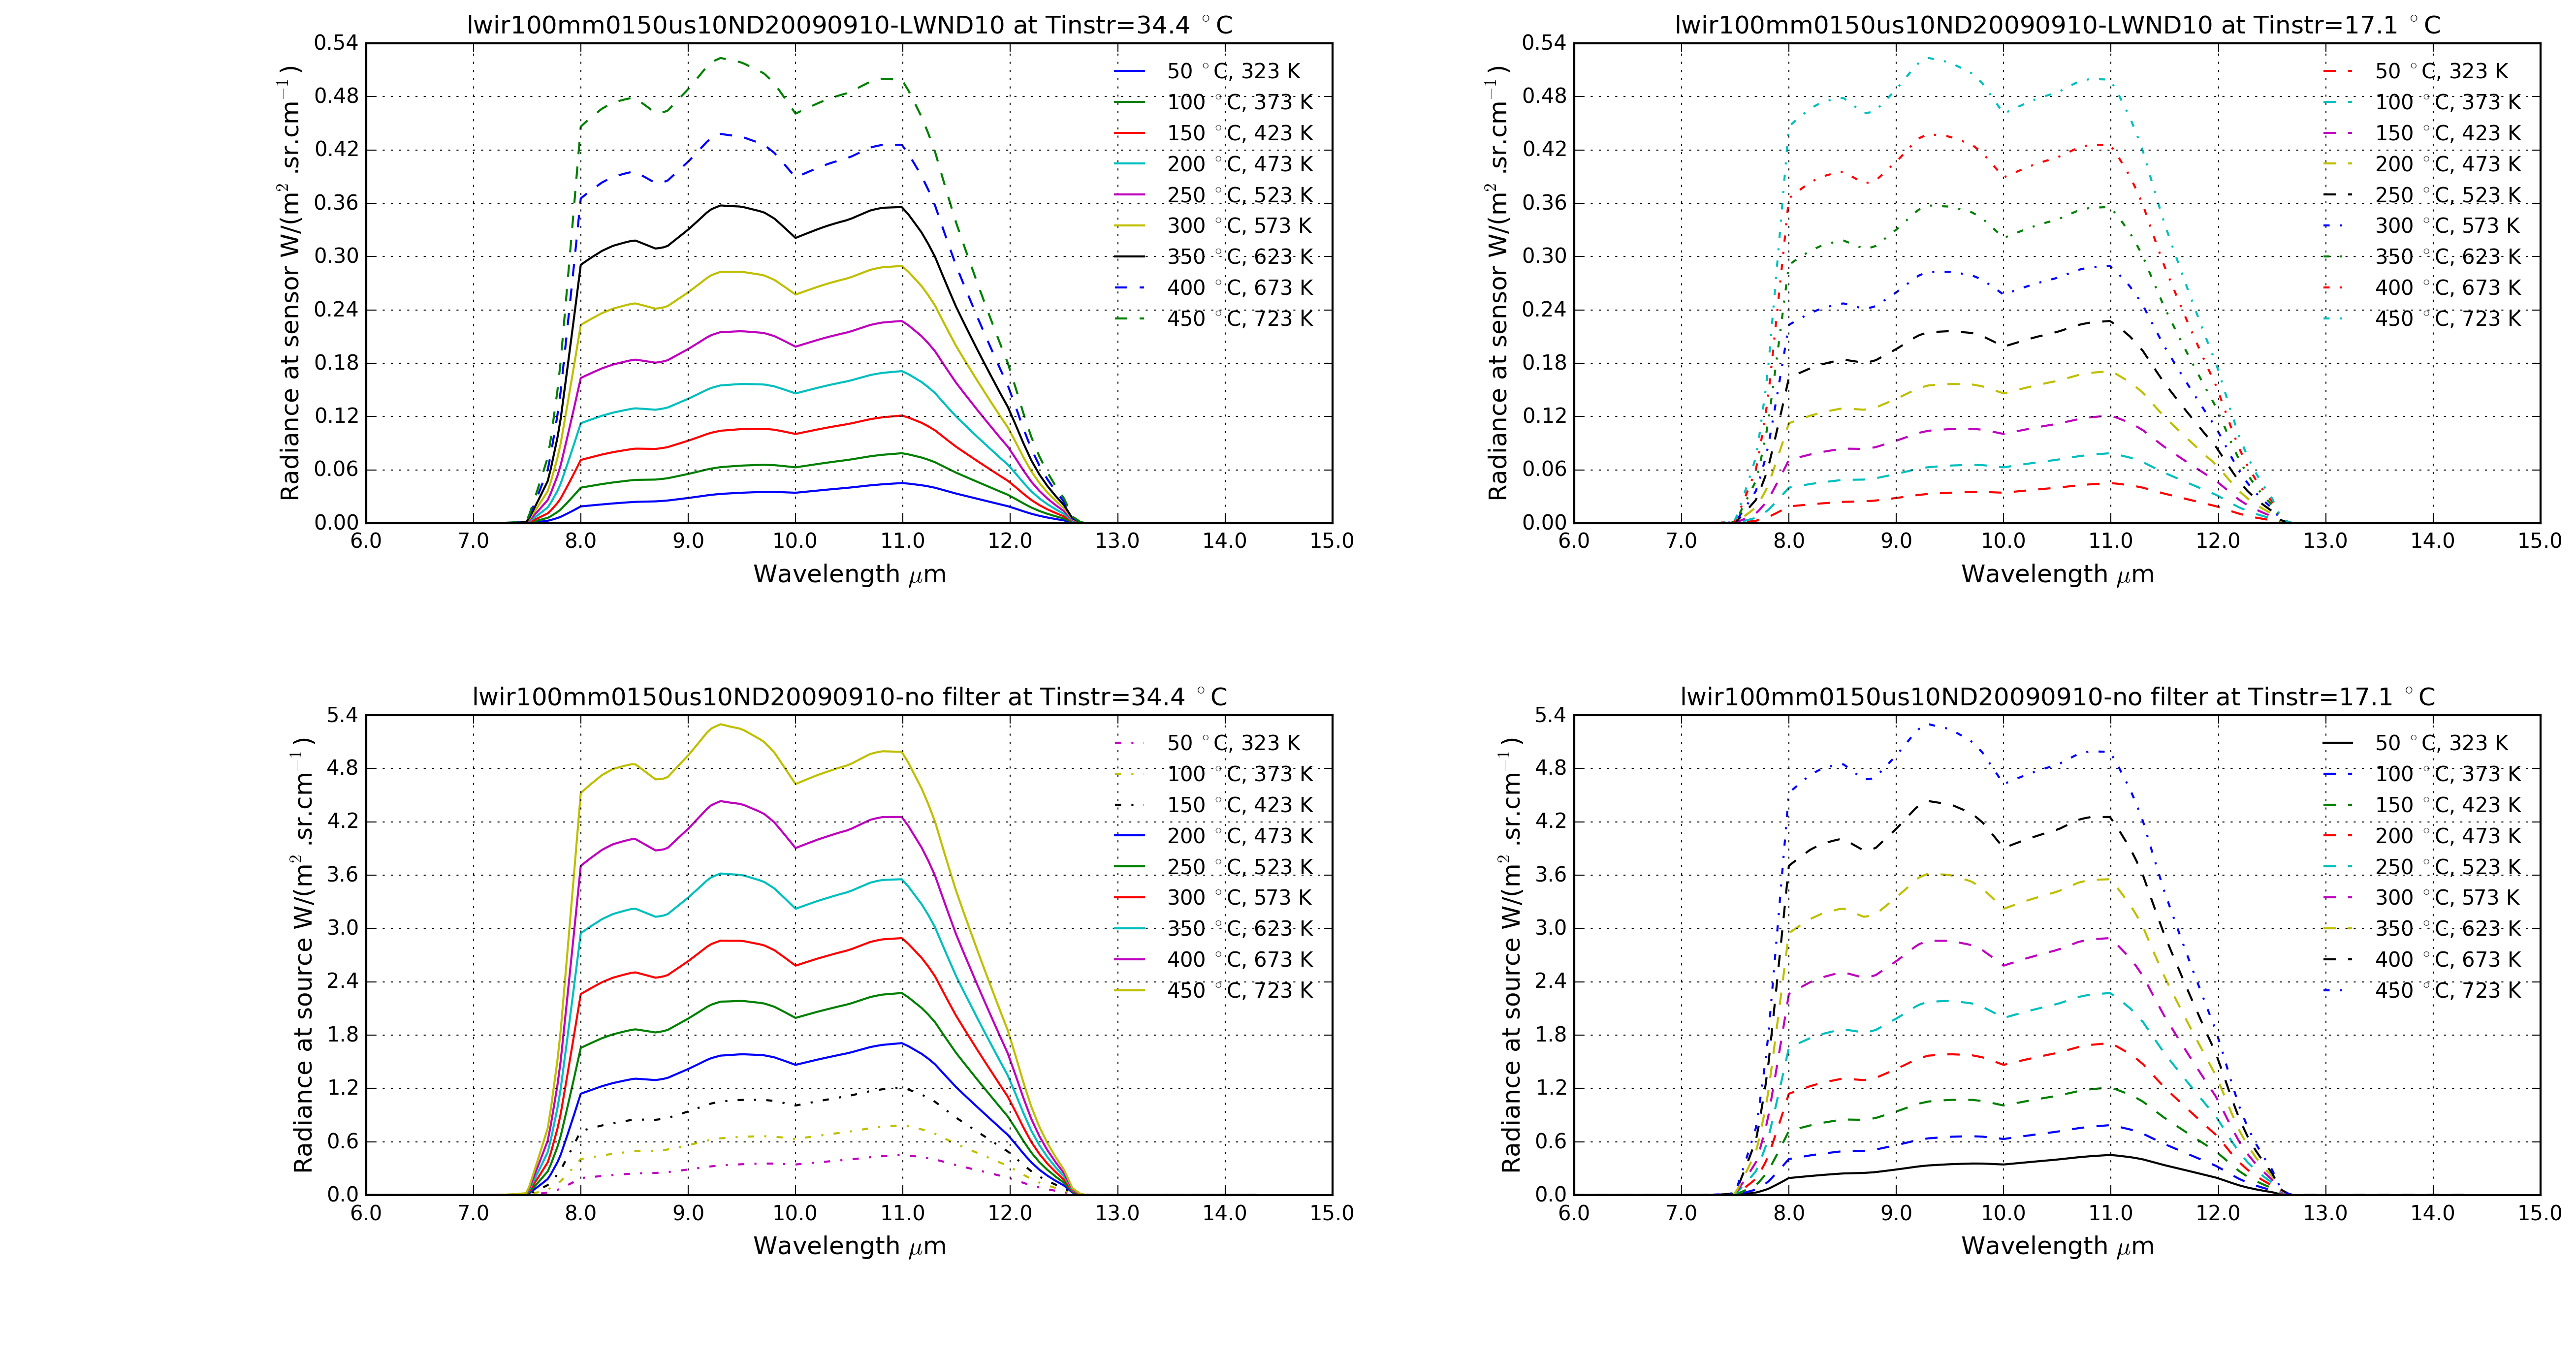 lwir100mm0150us10ND20090910-LWND10 at Tinstr=34.4 °C
Radiance at sensor W/(m² .sr.cm⁻¹)
0.54
0.48
0.42
0.36
0.30
0.24
0.18
0.12
0.06
0.00
50 °C, 323 K
100 °C, 373 K
150 °C, 423 K
200 °C, 473 K
250 °C, 523 K
300 °C, 573 K
350 °C, 623 K
400 °C, 673 K
450 °C, 723 K
6.0 7.0 8.0 9.0 10.0 11.0 12.0 13.0 14.0 15.0
Wavelength μm
lwir100mm0150us10ND20090910-LWND10 at Tinstr=17.1 °C
Radiance at sensor W/(m² .sr.cm⁻¹)
0.54
0.48
0.42
0.36
0.30
0.24
0.18
0.12
0.06
0.00
50 °C, 323 K
100 °C, 373 K
150 °C, 423 K
200 °C, 473 K
250 °C, 523 K
300 °C, 573 K
350 °C, 623 K
400 °C, 673 K
450 °C, 723 K
6.0 7.0 8.0 9.0 10.0 11.0 12.0 13.0 14.0 15.0
Wavelength μm
lwir100mm0150us10ND20090910-no filter at Tinstr=34.4 °C
Radiance at source W/(m² .sr.cm⁻¹)
5.4
4.8
4.2
3.6
3.0
2.4
1.8
1.2
0.6
0.0
50 °C, 323 K
100 °C, 373 K
150 °C, 423 K
200 °C, 473 K
250 °C, 523 K
300 °C, 573 K
350 °C, 623 K
400 °C, 673 K
450 °C, 723 K
6.0 7.0 8.0 9.0 10.0 11.0 12.0 13.0 14.0 15.0
Wavelength μm
lwir100mm0150us10ND20090910-no filter at Tinstr=17.1 °C
Radiance at source W/(m² .sr.cm⁻¹)
5.4
4.8
4.2
3.6
3.0
2.4
1.8
1.2
0.6
0.0
50 °C, 323 K
100 °C, 373 K
150 °C, 423 K
200 °C, 473 K
250 °C, 523 K
300 °C, 573 K
350 °C, 623 K
400 °C, 673 K
450 °C, 723 K
6.0 7.0 8.0 9.0 10.0 11.0 12.0 13.0 14.0 15.0
Wavelength μm